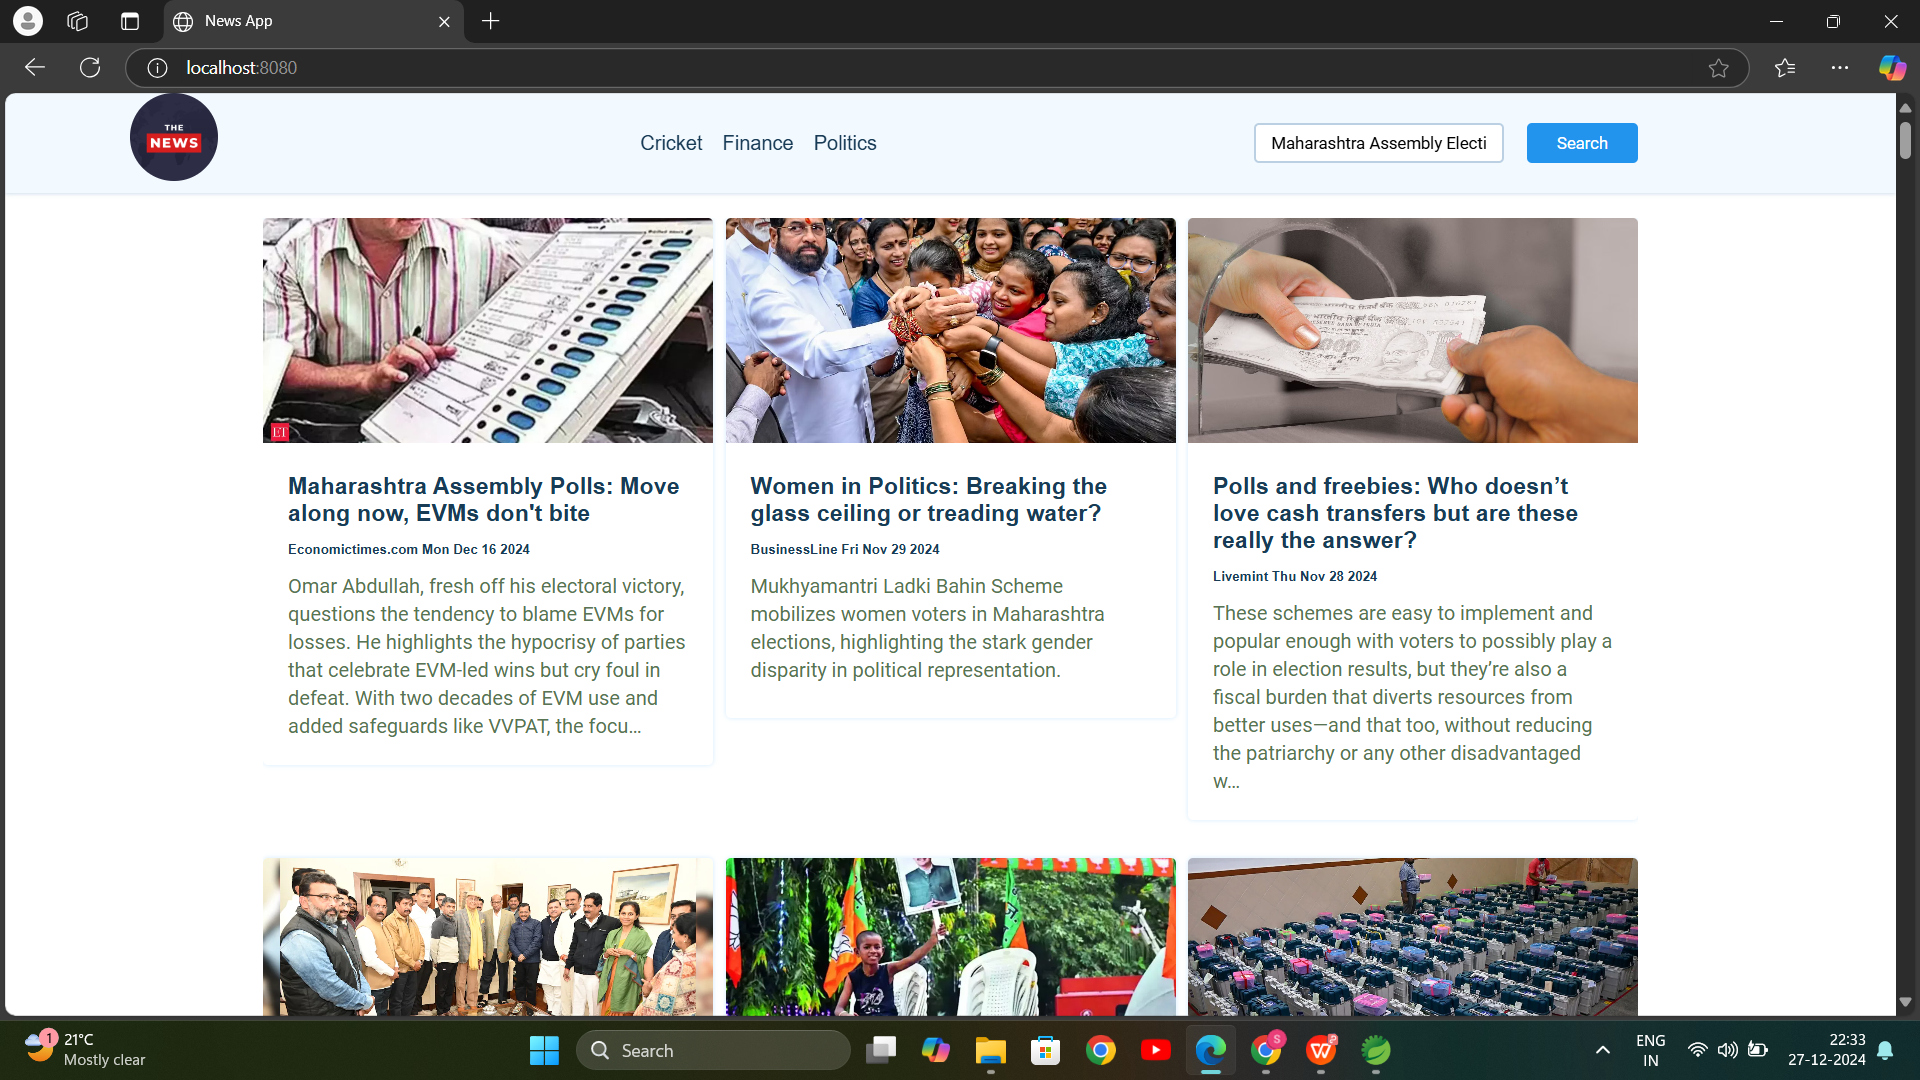 News App
localhost:8080
THE
NEWS
Cricket Finance Politics
Maharashtra Assembly Electi
Search
ET
Maharashtra Assembly Polls: Move
along now, EVMs don't bite
Economictimes.com Mon Dec 16 2024
Omar Abdullah, fresh off his electoral victory,
questions the tendency to blame EVMs for
losses. He highlights the hypocrisy of parties
that celebrate EVM-led wins but cry foul in
defeat. With two decades of EVM use and
added safeguards like VVPAT, the focu...
Women in Politics: Breaking the
glass ceiling or treading water?
BusinessLine Fri Nov 29 2024
Mukhyamantri Ladki Bahin Scheme
mobilizes women voters in Maharashtra
elections, highlighting the stark gender
disparity in political representation.
Polls and freebies: Who doesn’t
love cash transfers but are these
really the answer?
Livemint Thu Nov 28 2024
These schemes are easy to implement and
popular enough with voters to possibly play a
role in election results, but they’re also a
fiscal burden that diverts resources from
better uses—and that too, without reducing
the patriarchy or any other disadvantaged
w...
1
21°C
Mostly clear
Search
S
W
P
ENG
IN
22:33
27-12-2024